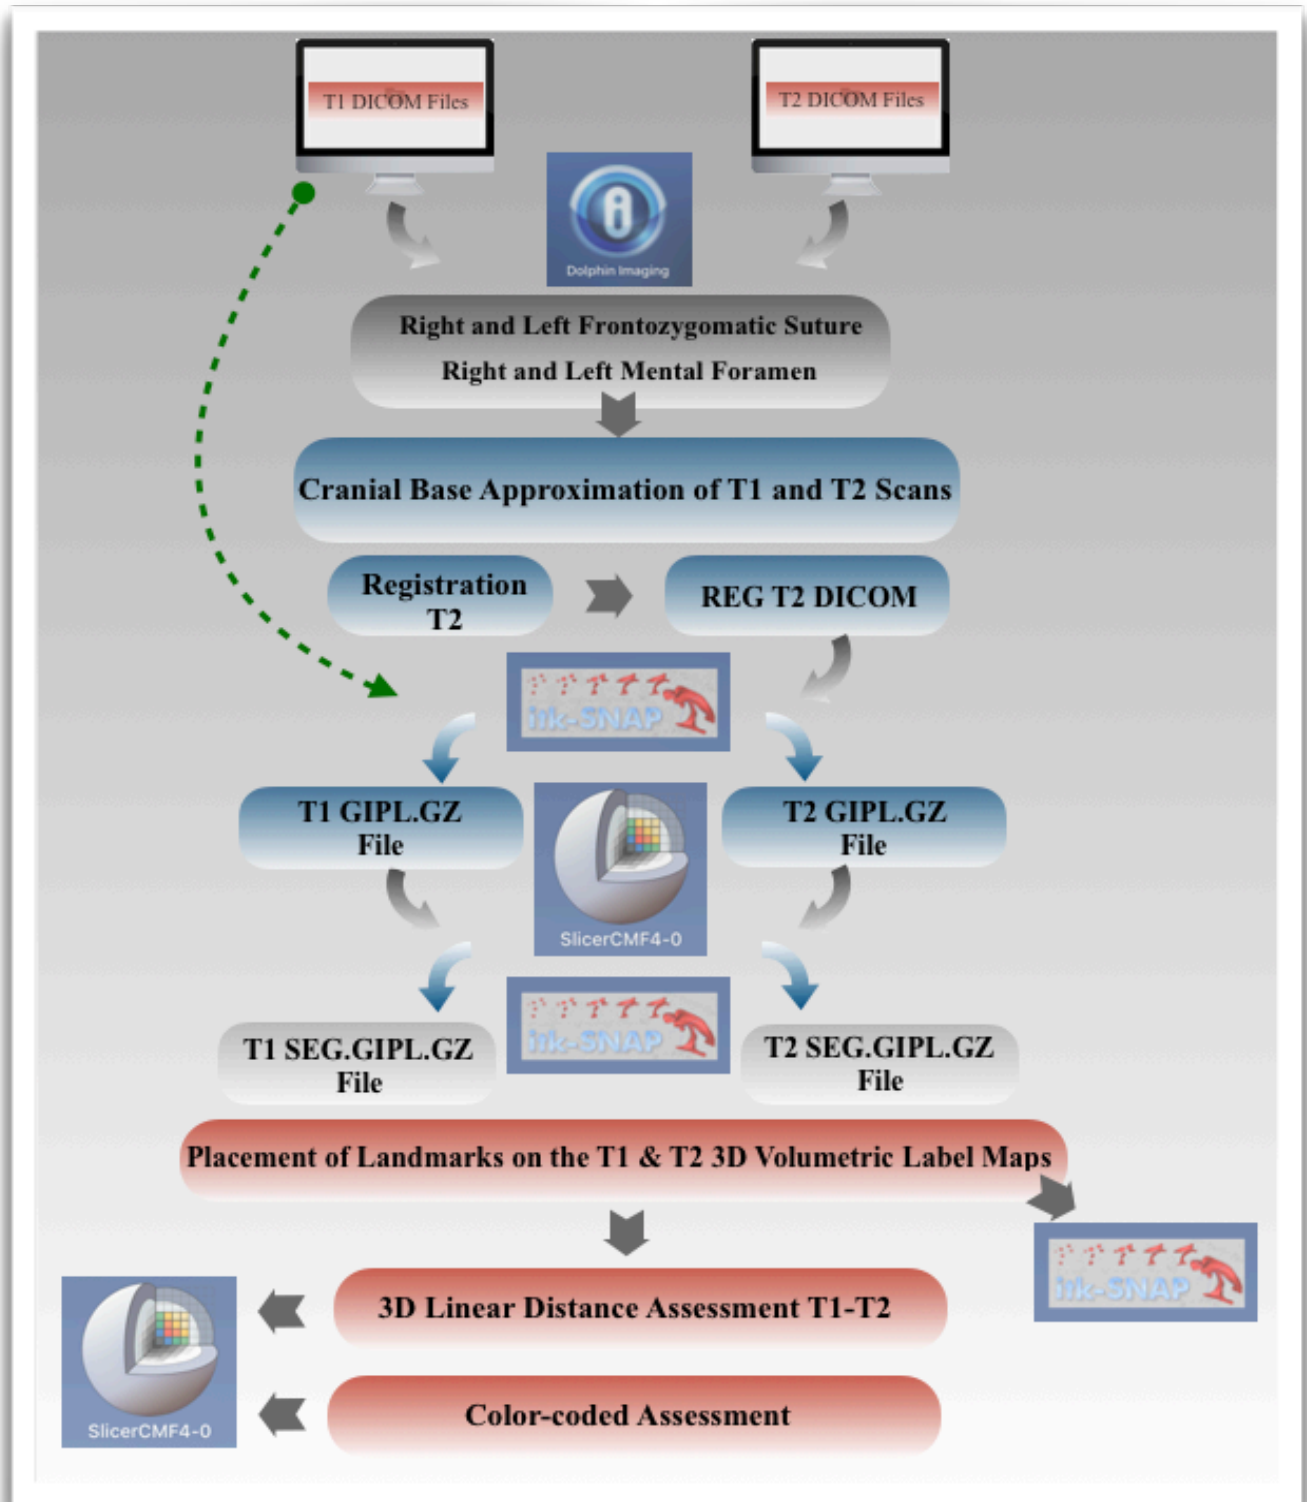 T1 DICOM Files
T2 DICOM Files
Dolphin Imaging
Right and Left Frontozygomatic Suture
Right and Left Mental Foramen
Cranial Base Approximation of T1 and T2 Scans
Registration
T2
REG T2 DICOM
itk-SNAP
T1 GIPL.GZ
File
T2 GIPL.GZ
File
SlicerCMF4-0
itk-SNAP
T1 SEG.GIPL.GZ
File
T2 SEG.GIPL.GZ
File
Placement of Landmarks on the T1 & T2 3D Volumetric Label Maps
itk-SNAP
3D Linear Distance Assessment T1-T2
Color-coded Assessment
SlicerCMF4-0